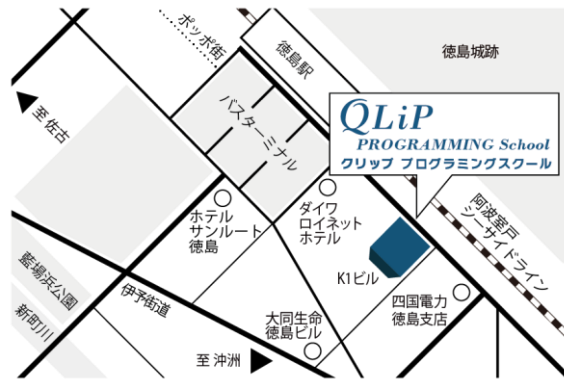 ポッポ街
徳島駅
徳島城跡
至 佐古
バスターミナル
QLiP
PROGRAMMING School
クリップ プログラミングスクール
ホテル
サンルート
徳島
ダイワ
ロイネット
ホテル
阿波室戸
シーサイドライン
藍場浜公園
新町川
伊予街道
K1ビル
四国電力
徳島支店
大同生命
徳島ビル
至 沖洲